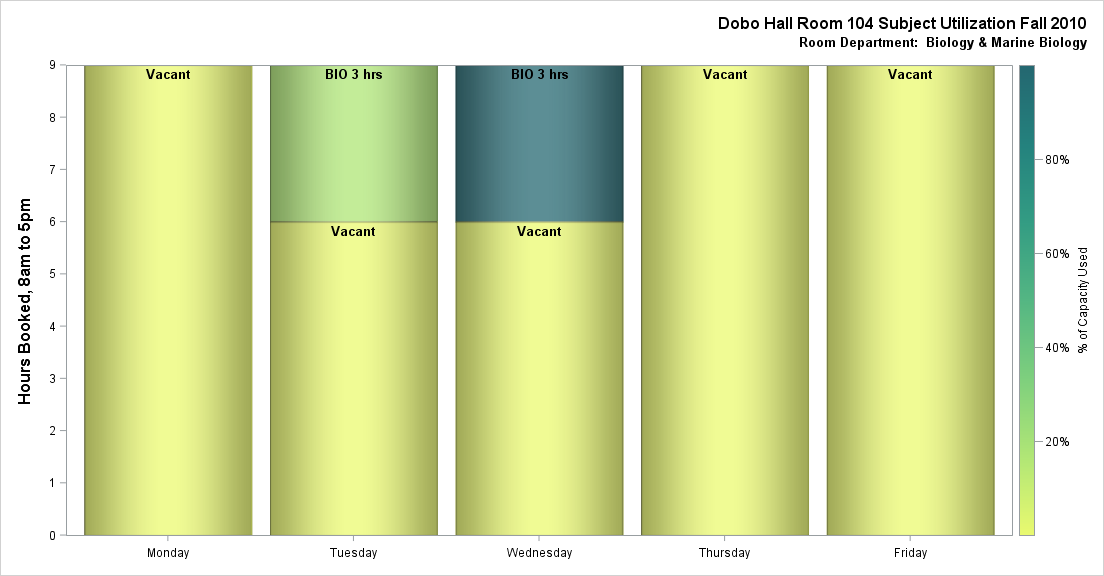 Dobo Hall Room 104 Subject Utilization Fall 2010
Room Department:  Biology & Marine Biology
Hours Booked, 8am to 5pm
9
8
7
6
5
4
3
2
1
0
Vacant
BIO 3 hrs
BIO 3 hrs
Vacant
Vacant
Vacant
Vacant
Monday
Tuesday
Wednesday
Thursday
Friday
80%
60%
40%
20%
% of Capacity Used